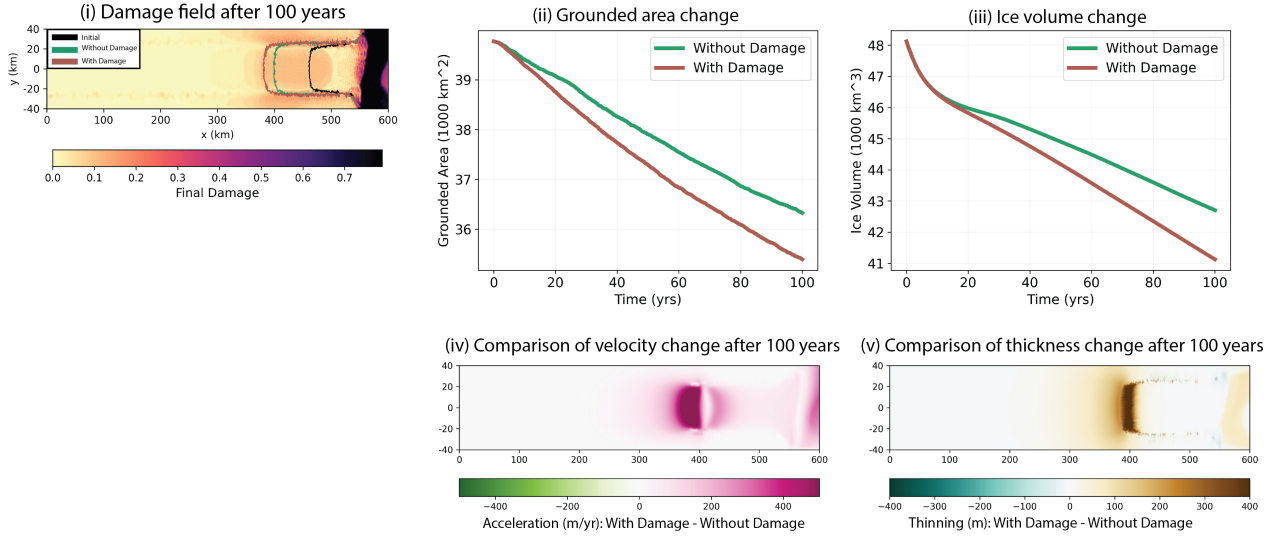 (i) Damage field after 100 years
40
20
0
-20
-40
y (km)
Initial
Without Damage
With Damage
0 100 200 300 400 500 600
x (km)
0.0 0.1 0.2 0.3 0.4 0.5 0.6 0.7
Final Damage
(ii) Grounded area change
Grounded Area (1000 km^2)
39
38
37
36
Without Damage
With Damage
0 20 40 60 80 100
Time (yrs)
(iii) Ice volume change
Ice Volume (1000 km^3)
48
47
46
45
44
43
42
41
Without Damage
With Damage
0 20 40 60 80 100
Time (yrs)
(iv) Comparison of velocity change after 100 years
40
20
0
-20
-40
0 100 200 300 400 500 600
−400 −200 0 200 400
Acceleration (m/yr): With Damage - Without Damage
(v) Comparison of thickness change after 100 years
40
20
0
-20
-40
0 100 200 300 400 500 600
−400 −300 −200 −100 0 100 200 300 400
Thinning (m): With Damage - Without Damage